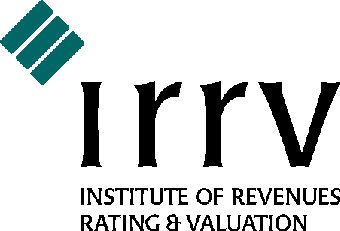 irrv
INSTITUTE OF REVENUES
RATING & VALUATION